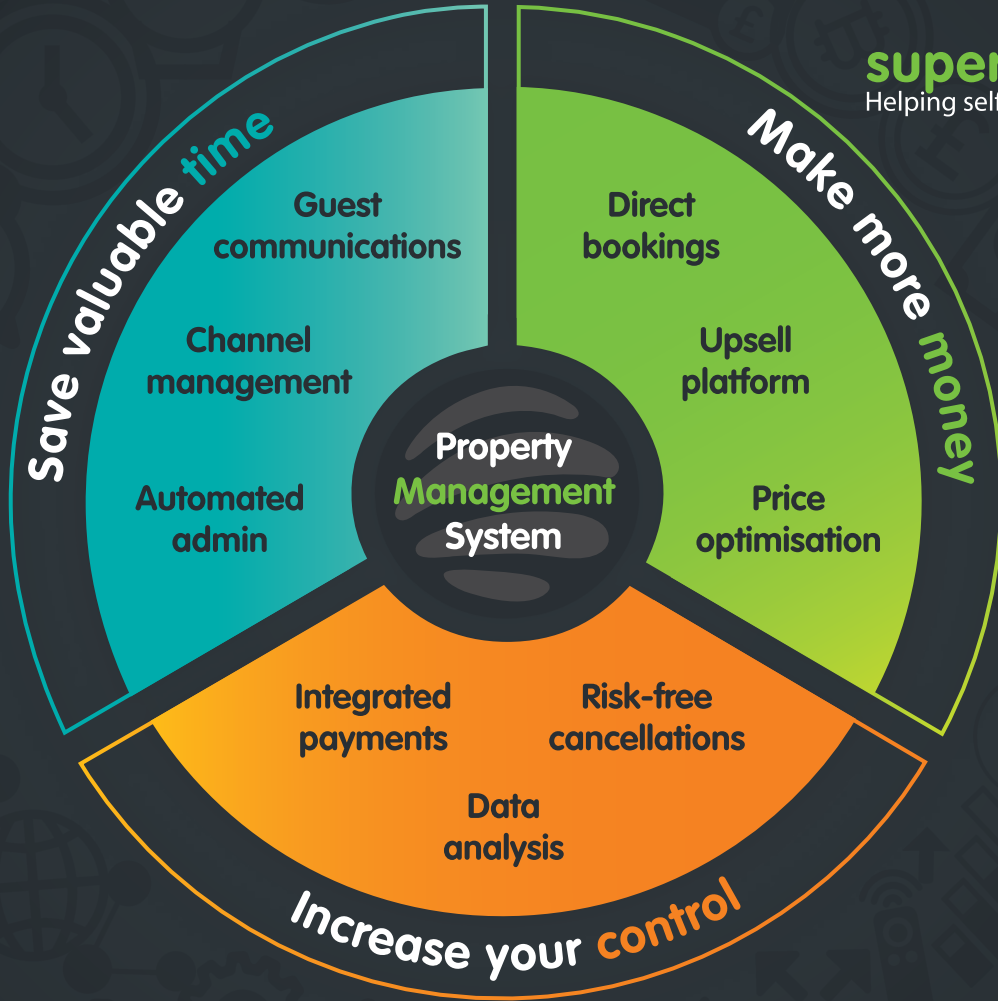 super
Helping self
Save valuable time
Guest
communications
Channel
management
Automated
admin
Make more money
Direct
bookings
Upsell
platform
Price
optimisation
Property
Management
System
Integrated
payments
Risk-free
cancellations
Data
analysis
Increase your control